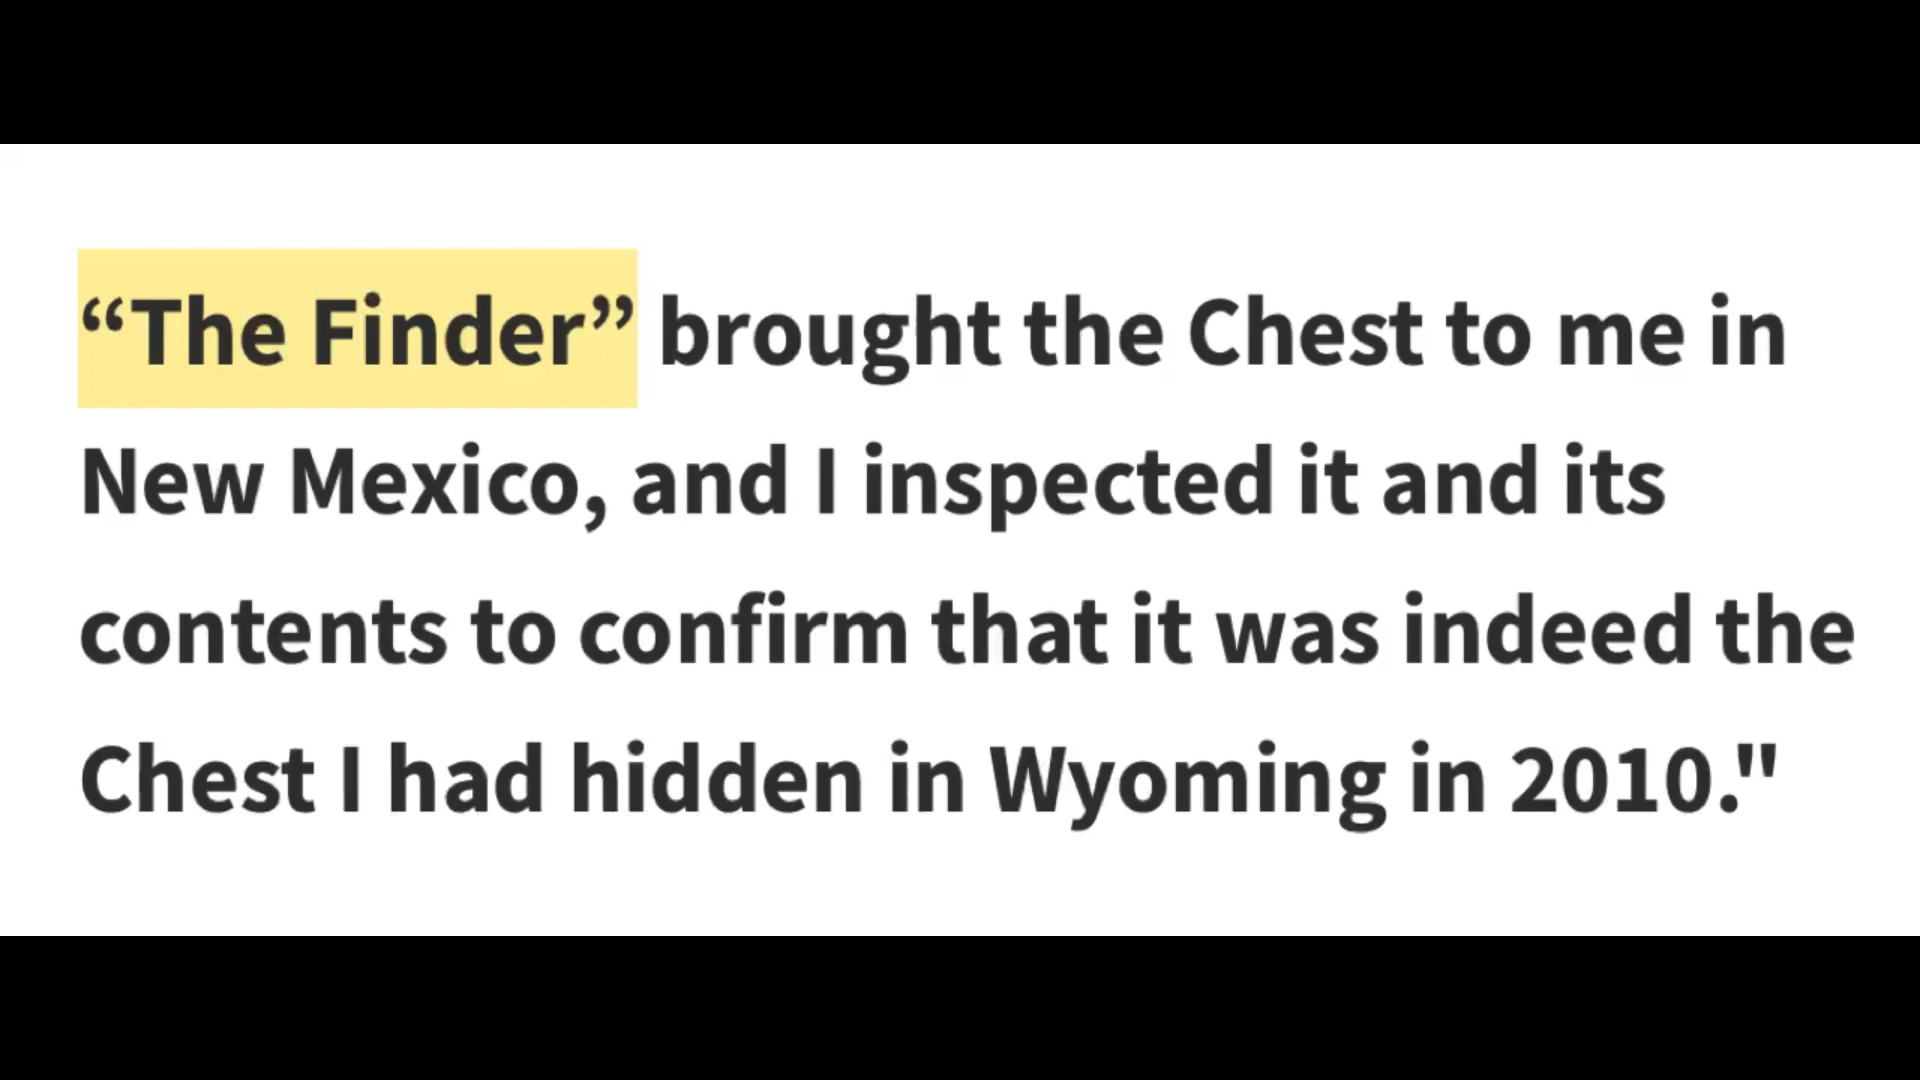 “The Finder” brought the Chest to me in
New Mexico, and I inspected it and its
contents to confirm that it was indeed the
Chest I had hidden in Wyoming in 2010."